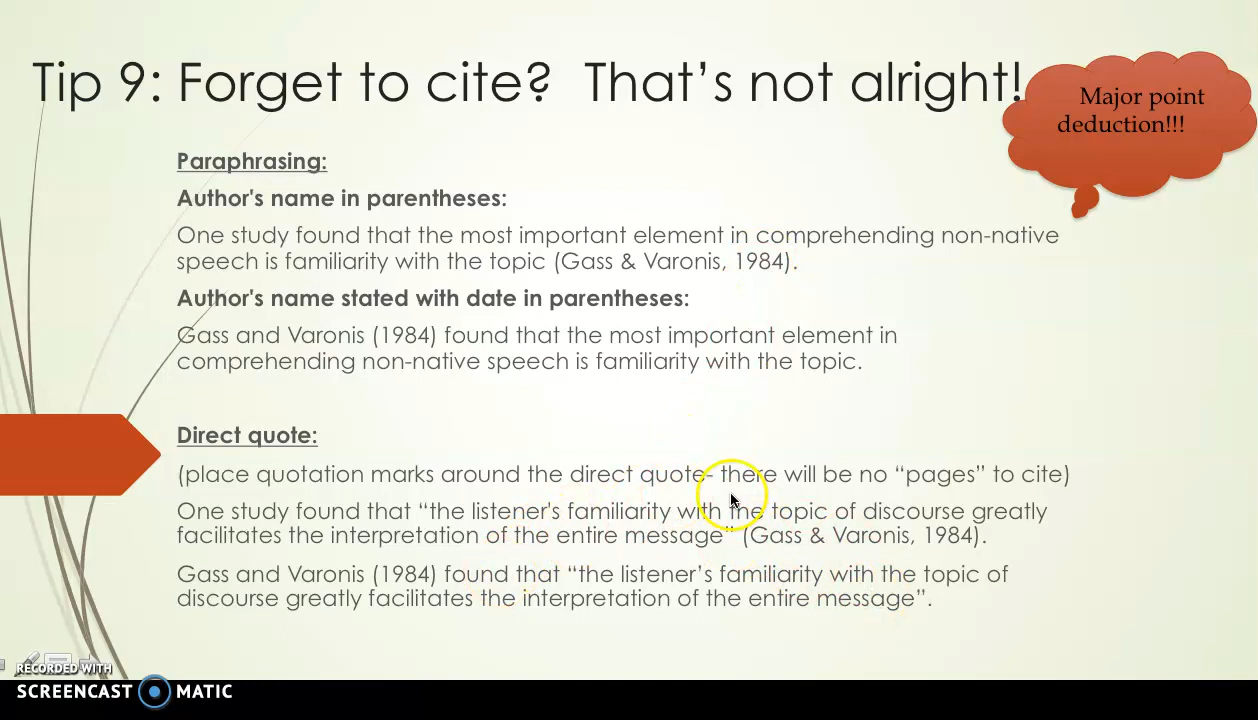 Tip 9: Forget to cite?  That’s not alright!
Major point
deduction!!!
Paraphrasing:
Author's name in parentheses:
One study found that the most important element in comprehending non-native
speech is familiarity with the topic (Gass & Varonis, 1984).
Author's name stated with date in parentheses:
Gass and Varonis (1984) found that the most important element in
comprehending non-native speech is familiarity with the topic.
Direct quote:
(place quotation marks around the direct quote- there will be no “pages” to cite)
One study found that “the listener's familiarity with the topic of discourse greatly
facilitates the interpretation of the entire message” (Gass & Varonis, 1984).
Gass and Varonis (1984) found that “the listener’s familiarity with the topic of
discourse greatly facilitates the interpretation of the entire message”.
RECORDED WITH
SCREENCAST MATIC